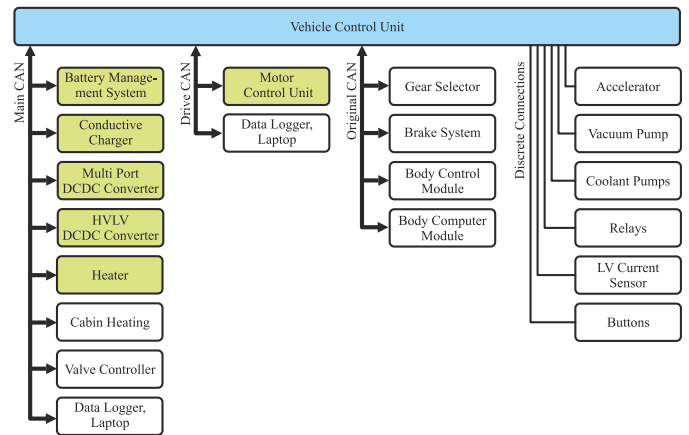 Vehicle Control Unit
Main CAN
Battery Manage-
ment System
Conductive
Charger
Multi Port
DCDC Converter
HVLV
DCDC Converter
Heater
Cabin Heating
Valve Controller
Data Logger,
Laptop
Drive CAN
Motor
Control Unit
Data Logger,
Laptop
Original CAN
Gear Selector
Brake System
Body Control
Module
Body Computer
Module
Discrete Connections
Accelerator
Vacuum Pump
Coolant Pumps
Relays
LV Current
Sensor
Buttons